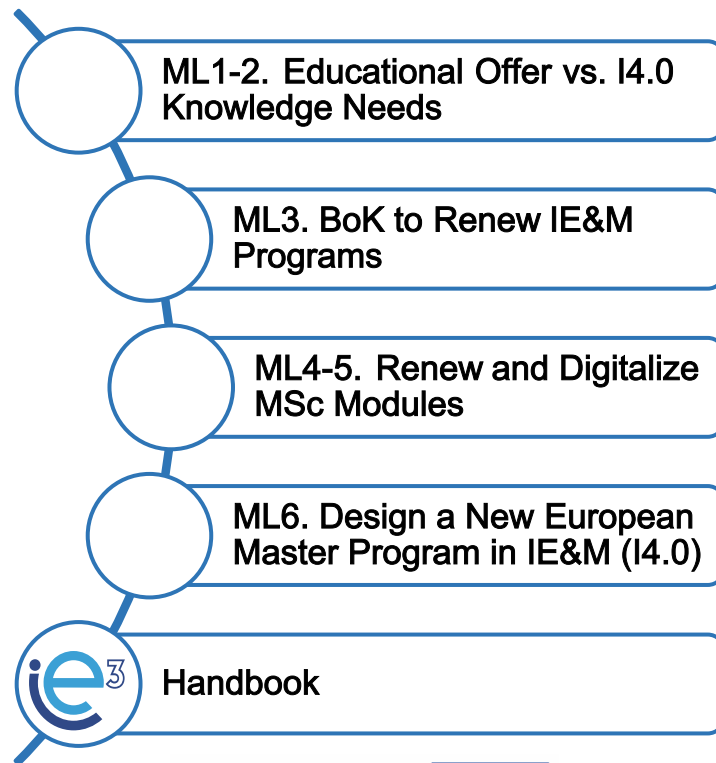 ML1-2. Educational Offer vs. I4.0
Knowledge Needs
ML3. BoK to Renew IE&M
Programs
ML4-5. Renew and Digitalize
MSc Modules
ML6. Design a New European
Master Program in IE&M (I4.0)
ie3
Handbook